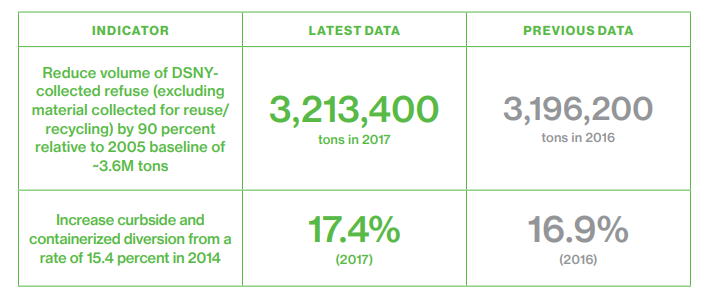 INDICATOR
LATEST DATA
PREVIOUS DATA
Reduce volume of DSNY-
collected refuse (excluding
material collected for reuse/
recycling) by 90 percent
relative to 2005 baseline of
~3.6M tons
3,213,400
tons in 2017
3,196,200
tons in 2016
Increase curbside and
containerized diversion from a
rate of 15.4 percent in 2014
17.4%
(2017)
16.9%
(2016)